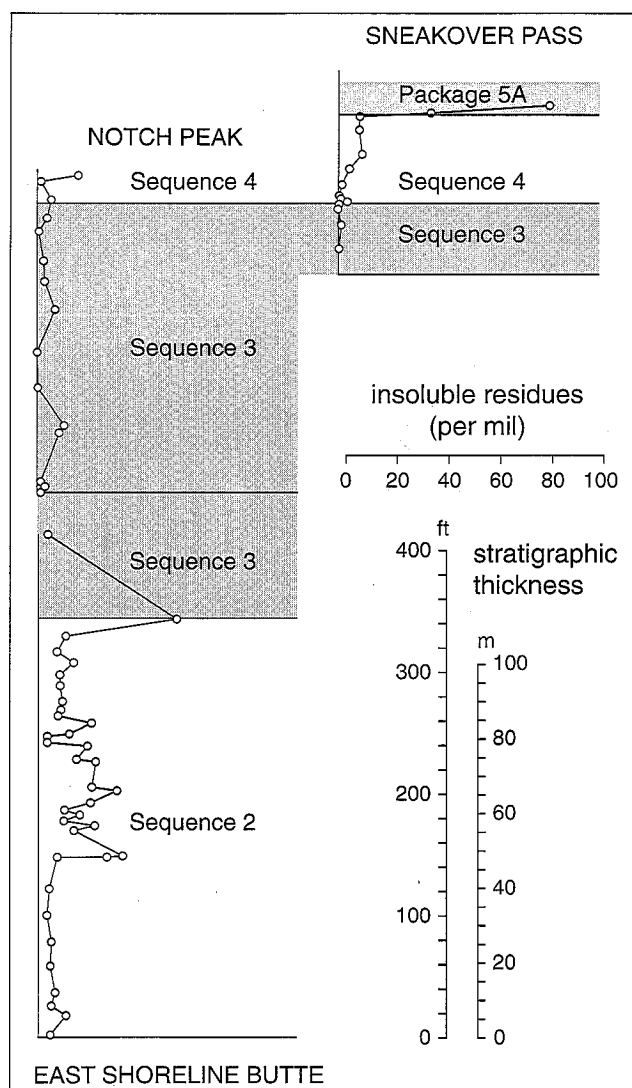 SNEAKOVER PASS
Package 5A
NOTCH PEAK
Sequence 4
Sequence 4
Sequence 3
Sequence 3
insoluble residues
(per mil)
0 20 40 60 80 100
Sequence 3
ft
400
300
200
100
0
stratigraphic
thickness
m
100
80
60
40
20
0
Sequence 2
EAST SHORELINE BUTTE